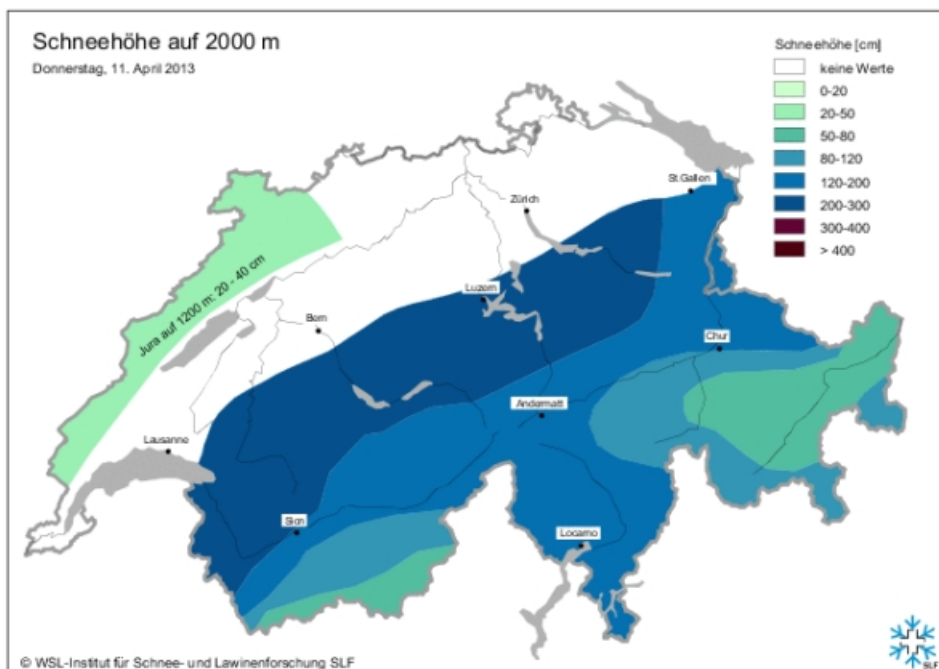 Schneehöhe auf 2000 m
Donnerstag, 11. April 2013
Schneehöhe [cm]
keine Werte
0-20
20-50
50-80
80-120
120-200
200-300
300-400
> 400
St.Gallen
Zürich
Jura auf 1200 m: 20 - 40 cm
Luzern
Bern
Chur
Andermatt
Lausanne
Sion
Locarno
© WSL-Institut für Schnee- und Lawinenforschung SLF
SLF